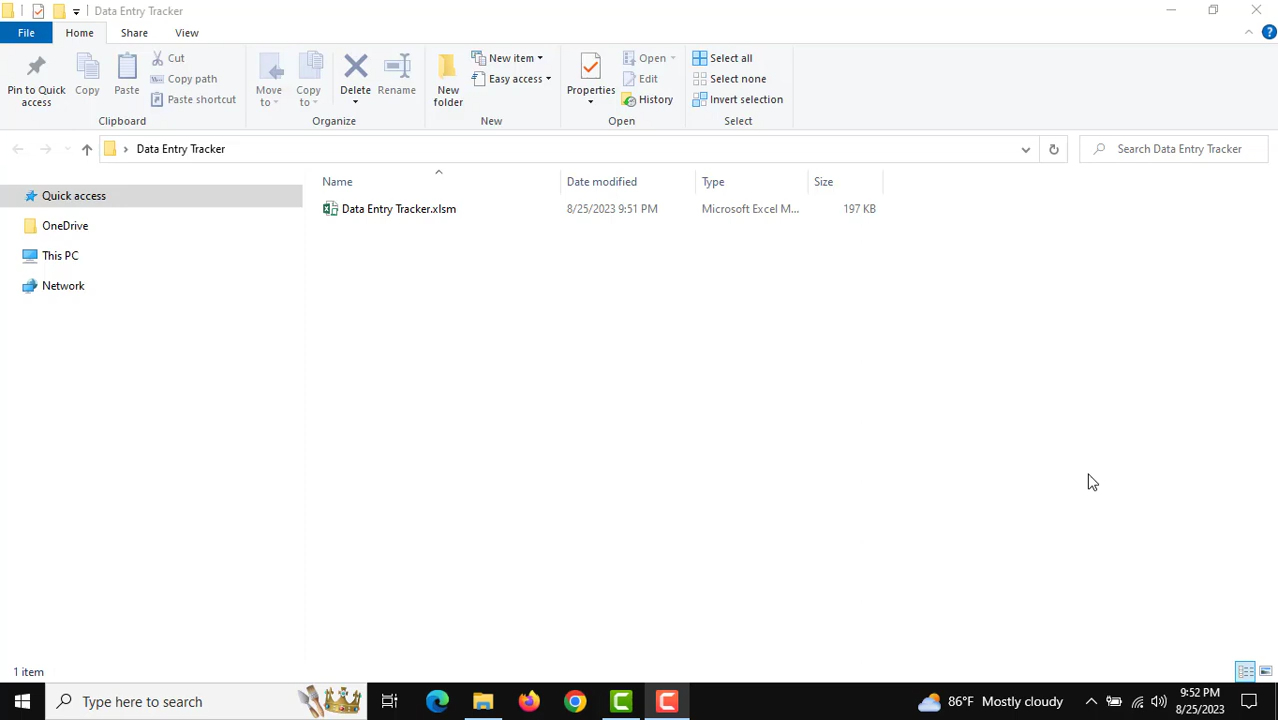 Data Entry Tracker
File Home Share View
Pin to Quick access
Copy
Paste
Cut
Copy path
Paste shortcut
Clipboard
Move to
Copy to
Delete
Rename
Organize
New folder
New item
Easy access
New
Properties
Open
Edit
History
Open
Select all
Select none
Invert selection
Select
Data Entry Tracker
Search Data Entry Tracker
Name Date modified Type Size
Data Entry Tracker.xlsm 8/25/2023 9:51 PM Microsoft Excel M... 197 KB
Quick access
OneDrive
This PC
Network
1 item
Type here to search
86°F Mostly cloudy
9:52 PM
8/25/2023